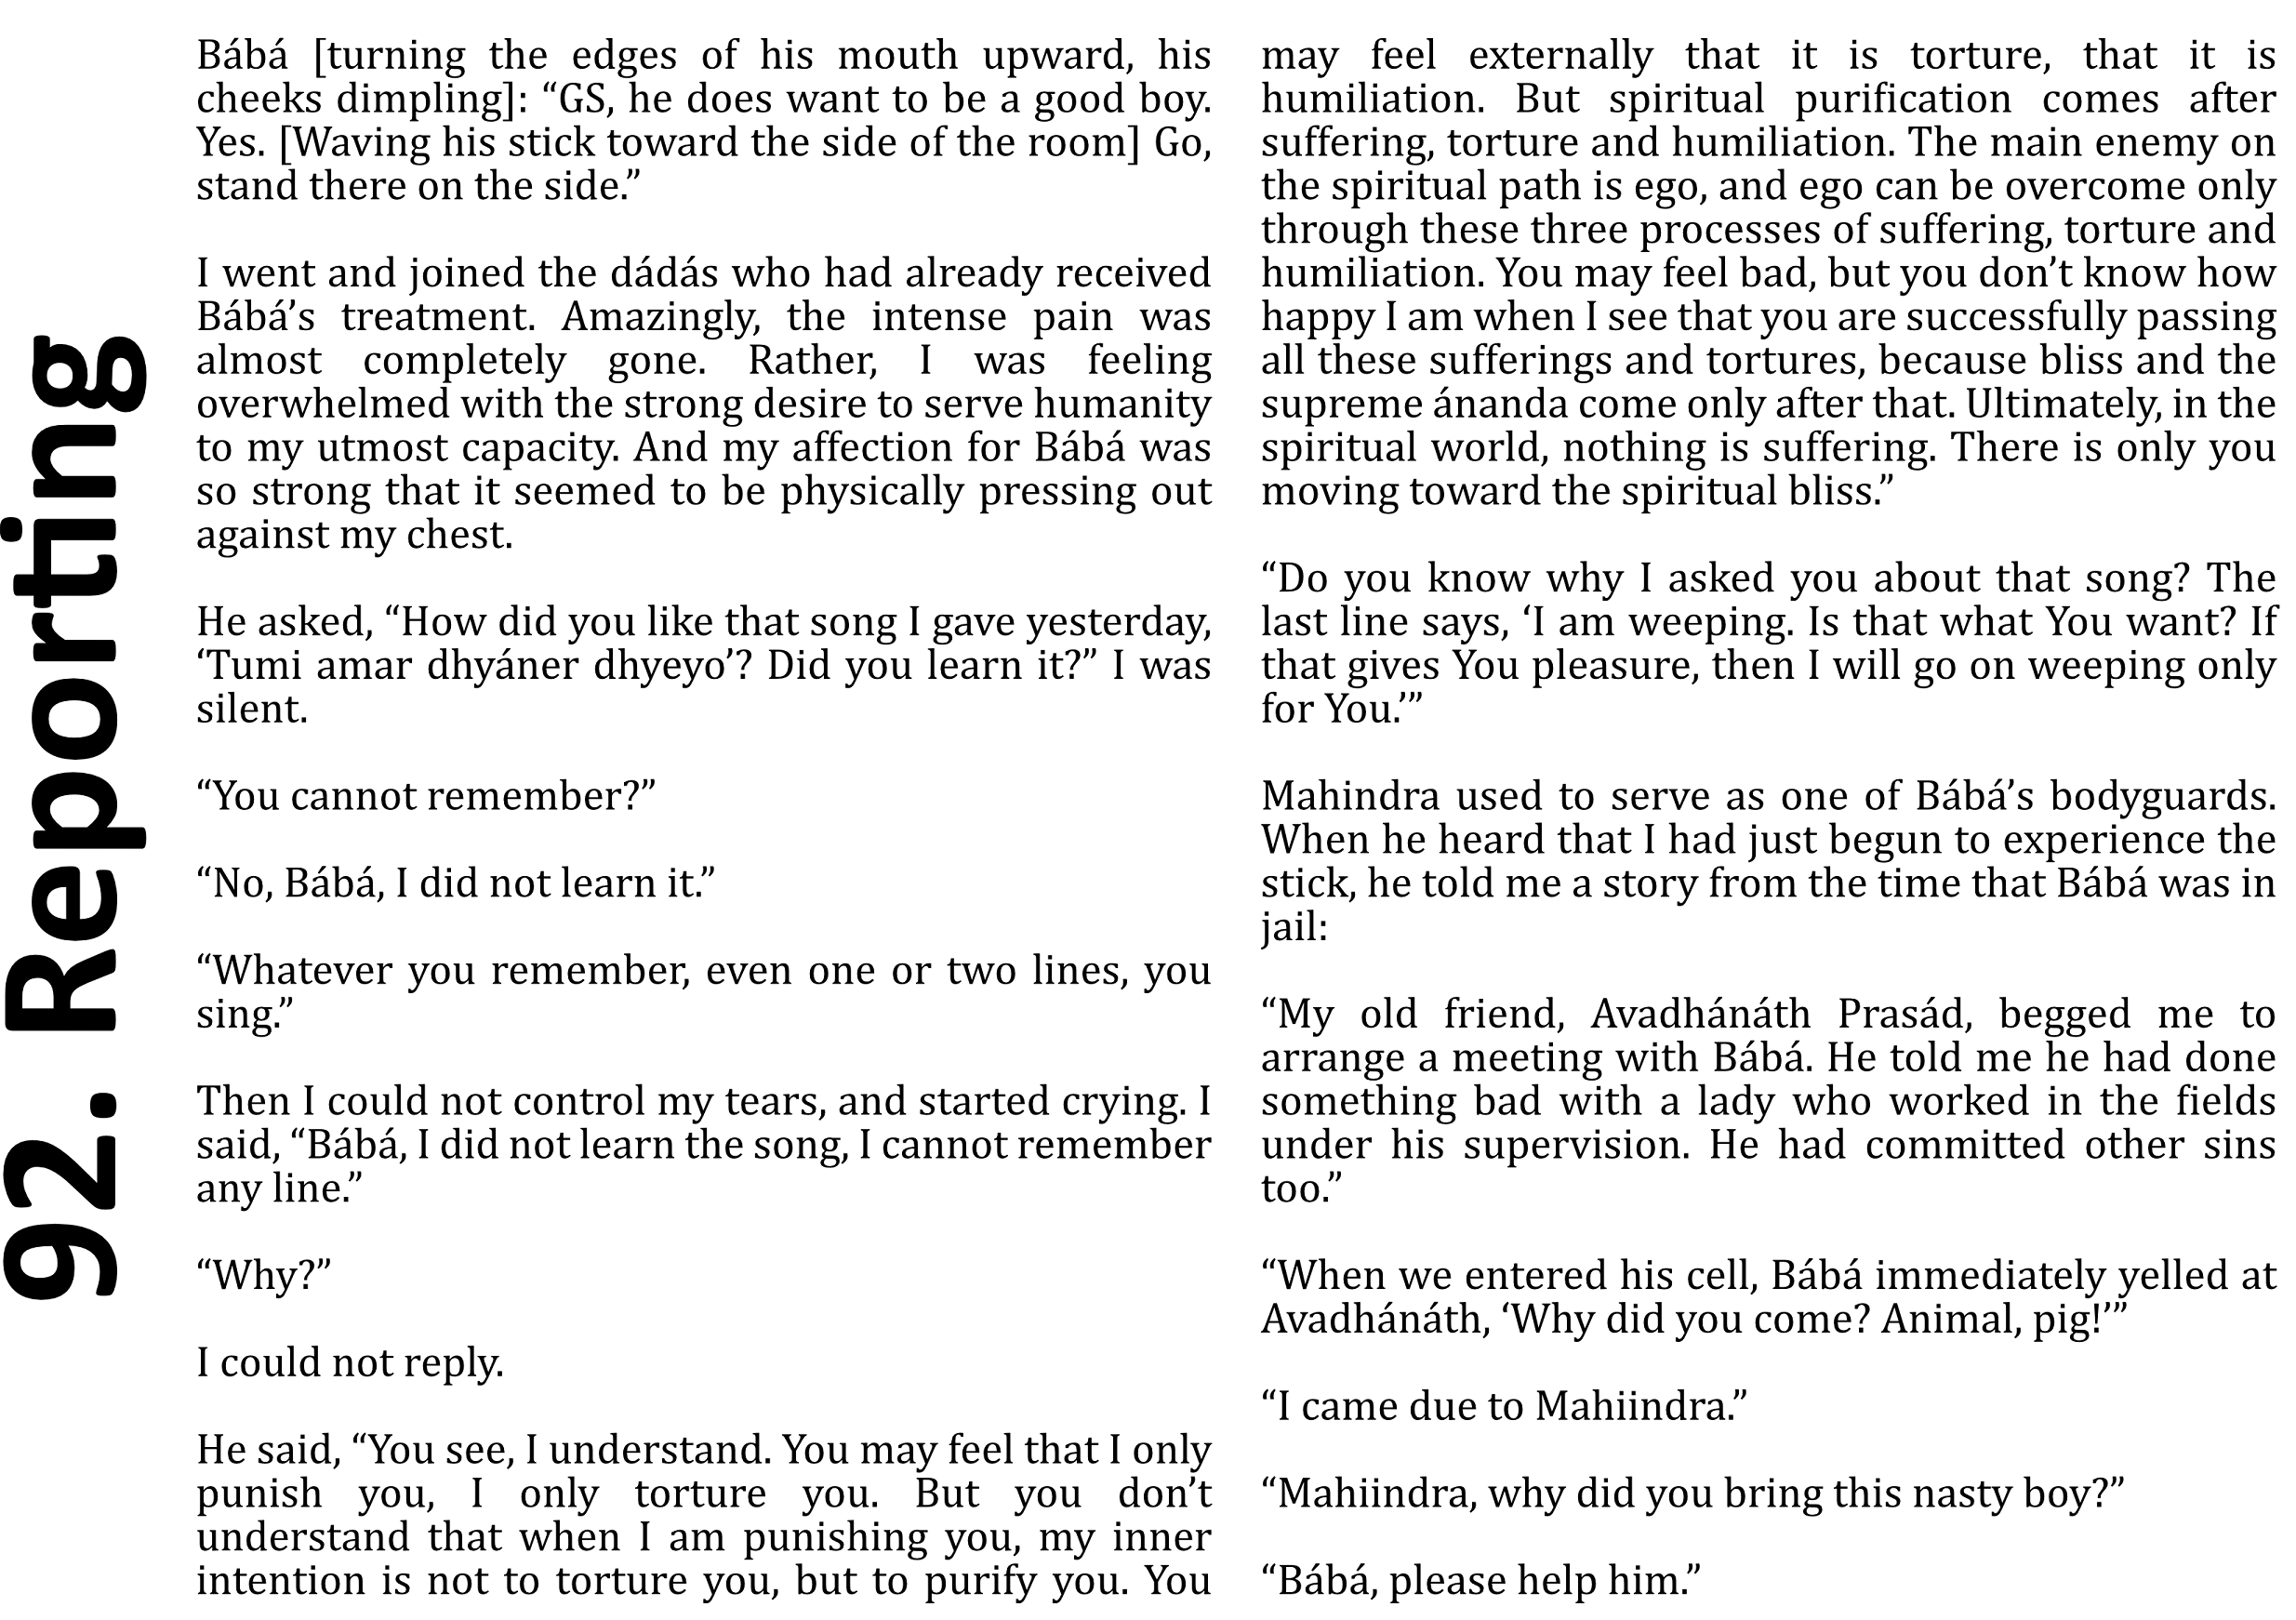 92. Reporting
Bábá [turning the edges of his mouth upward, his
cheeks dimpling]: “GS, he does want to be a good boy.
Yes. [Waving his stick toward the side of the room] Go,
stand there on the side.”
I went and joined the dádás who had already received
Bábá’s treatment. Amazingly, the intense pain was
almost completely gone. Rather, I was feeling
overwhelmed with the strong desire to serve humanity
to my utmost capacity. And my affection for Bábá was
so strong that it seemed to be physically pressing out
against my chest.
He asked, “How did you like that song I gave yesterday,
‘Tumi amar dhyáner dhyeyo’? Did you learn it?” I was
silent.
“You cannot remember?”
“No, Bábá, I did not learn it.”
“Whatever you remember, even one or two lines, you
sing.”
Then I could not control my tears, and started crying. I
said, “Bábá, I did not learn the song, I cannot remember
any line.”
“Why?”
I could not reply.
He said, “You see, I understand. You may feel that I only
punish you, I only torture you. But you don’t
understand that when I am punishing you, my inner
intention is not to torture you, but to purify you. You
may feel externally that it is torture, that it is
humiliation. But spiritual purification comes after
suffering, torture and humiliation. The main enemy on
the spiritual path is ego, and ego can be overcome only
through these three processes of suffering, torture and
humiliation. You may feel bad, but you don’t know how
happy I am when I see that you are successfully passing
all these sufferings and tortures, because bliss and the
supreme ánanda come only after that. Ultimately, in the
spiritual world, nothing is suffering. There is only you
moving toward the spiritual bliss.”
“Do you know why I asked you about that song? The
last line says, ‘I am weeping. Is that what You want? If
that gives You pleasure, then I will go on weeping only
for You.’”
Mahindra used to serve as one of Bábá’s bodyguards.
When he heard that I had just begun to experience the
stick, he told me a story from the time that Bábá was in
jail:
“My old friend, Avadhánáth Prasád, begged me to
arrange a meeting with Bábá. He told me he had done
something bad with a lady who worked in the fields
under his supervision. He had committed other sins
too.”
“When we entered his cell, Bábá immediately yelled at
Avadhánáth, ‘Why did you come? Animal, pig!’”
“I came due to Mahiindra.”
“Mahiindra, why did you bring this nasty boy?”
“Bábá, please help him.”